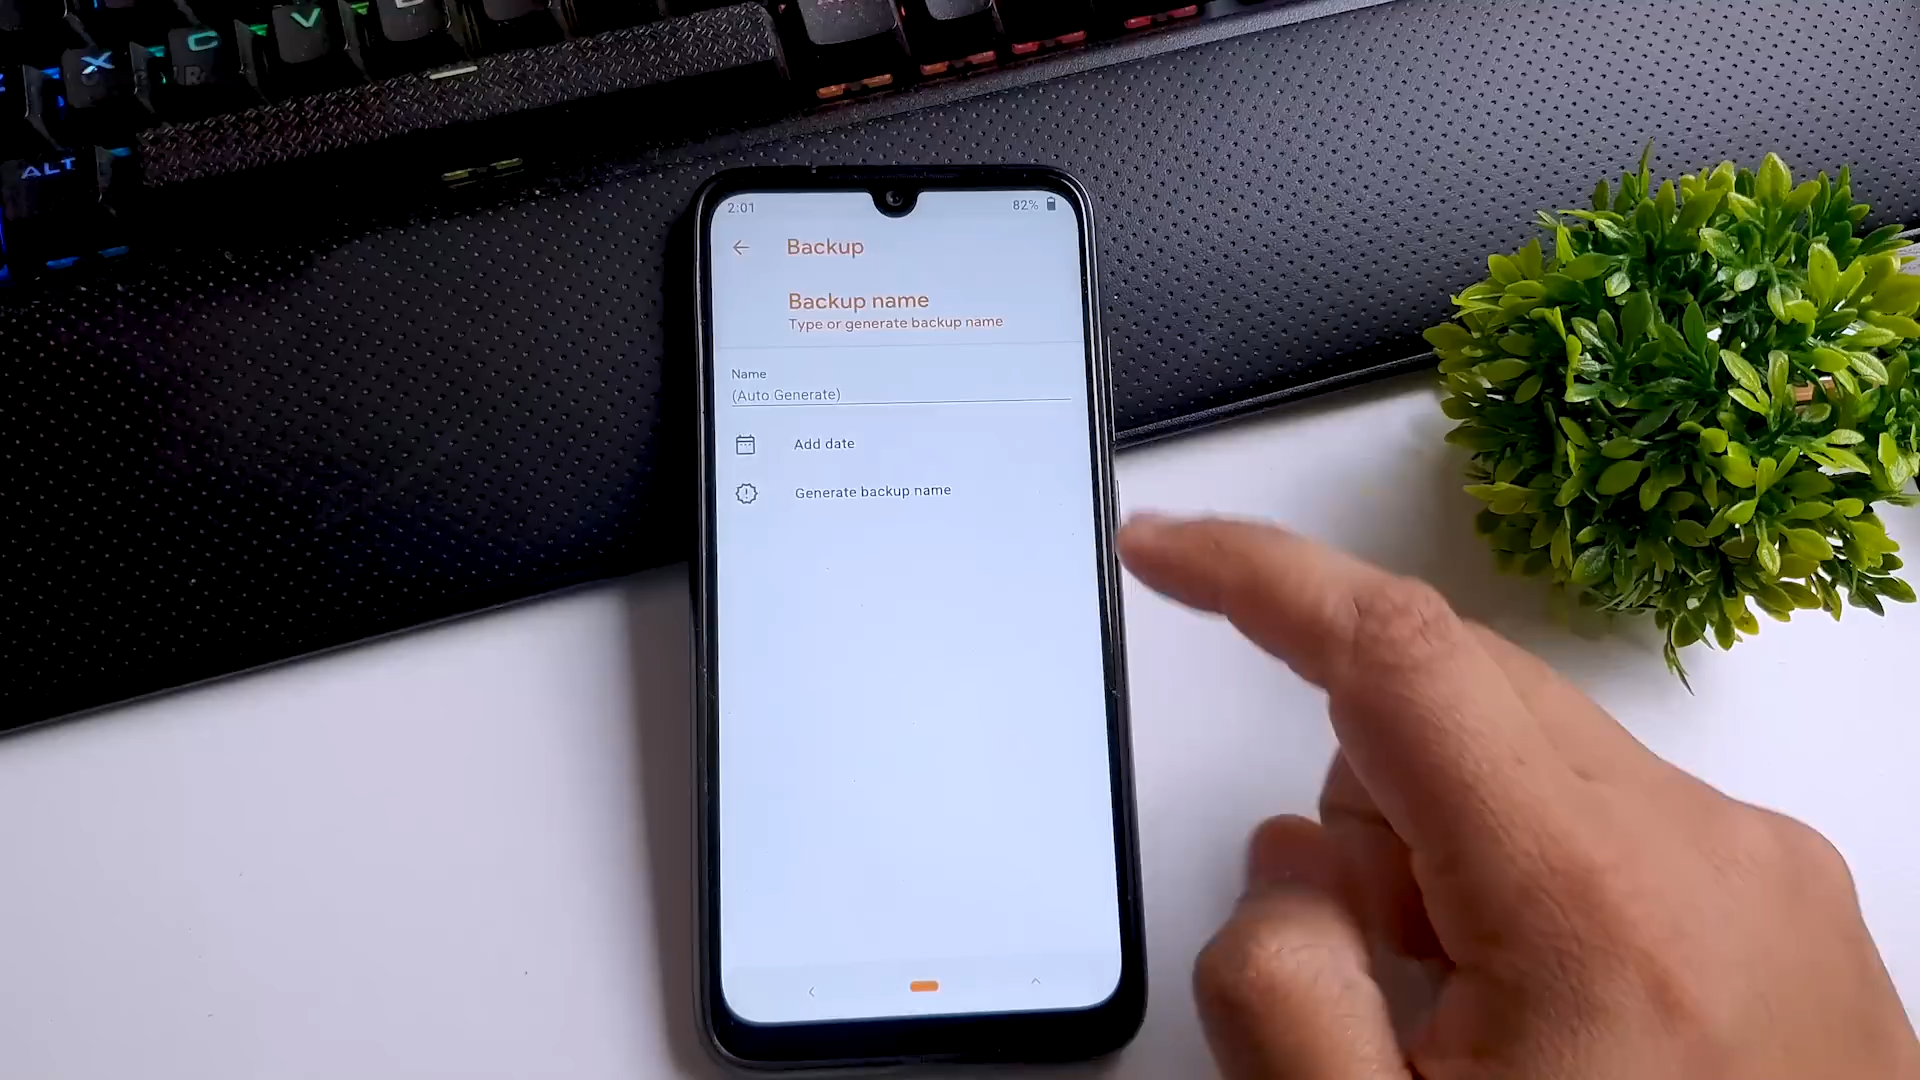 X
C
V
ALT
2:01
82%
Backup
Backup name
Type or generate backup name
Name
(Auto Generate)
Add date
Generate backup name